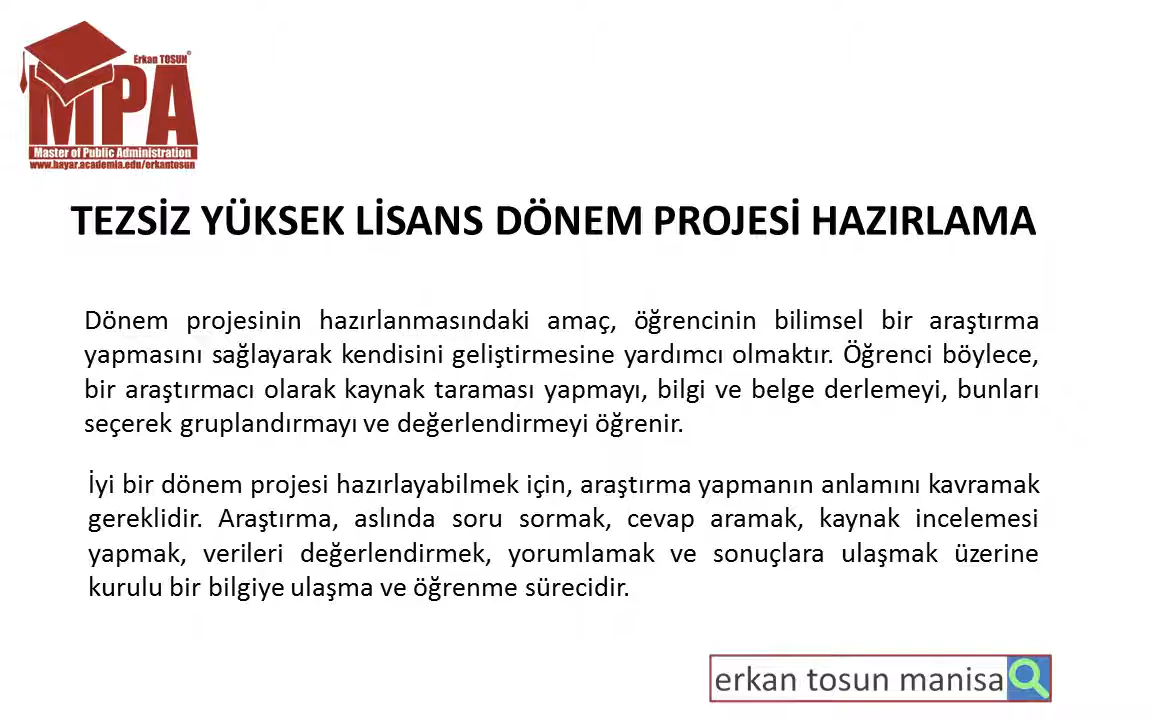 Erkan TOSUN®
MPA
Master of Public Administration
www.bayar.academia.edu/erkantosun
TEZSİZ YÜKSEK LİSANS DÖNEM PROJESİ HAZIRLAMA
Dönem projesinin hazırlanmasındaki amaç, öğrencinin bilimsel bir araştırma
yapmasını sağlayarak kendisini geliştirmesine yardımcı olmaktır. Öğrenci böylece,
bir araştırmacı olarak kaynak taraması yapmayı, bilgi ve belge derlemeyi, bunları
seçerek gruplandırmayı ve değerlendirmeyi öğrenir.
İyi bir dönem projesi hazırlayabilmek için, araştırma yapmanın anlamını kavramak
gereklidir. Araştırma, aslında soru sormak, cevap aramak, kaynak incelemesi
yapmak, verileri değerlendirmek, yorumlamak ve sonuçlara ulaşmak üzerine
kurulu bir bilgiye ulaşma ve öğrenme sürecidir.
erkan tosun manisa